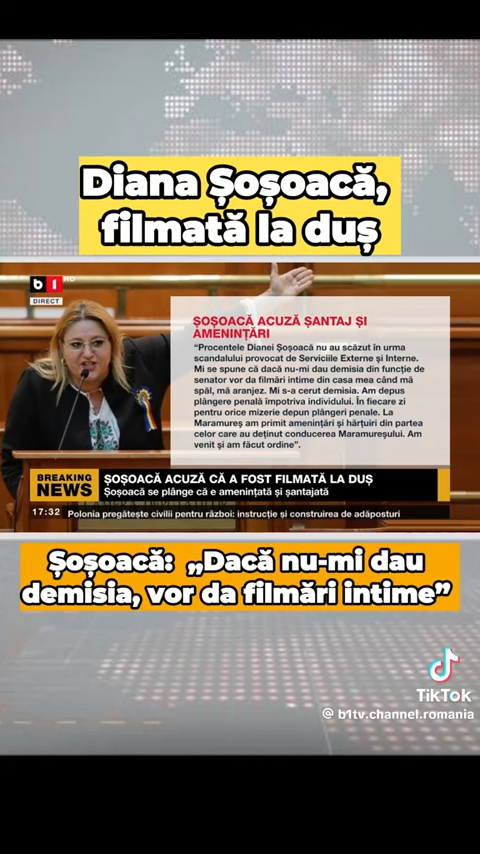 Diana Șoșoacă,
filmată la duș
b1
DIRECT
ȘOȘOACĂ ACUZĂ ȘANTAJ ȘI
AMENINȚĂRI
“Procentele Dianei Șoșoacă nu au scăzut în urma
scandalului provocat de Serviciile Externe și Interne.
Mi se spune că dacă nu-mi dau demisia din funcție de
senator vor da filmări intime din casa mea când mă
spăl, mă aranjez. Mi s-a cerut demisia. Am depus
plângere penală împotriva individului. În fiecare zi
pentru orice mizerie depun plângeri penale. La
Maramureș am primit amenințări și hărțuiri din partea
celor care au deținut conducerea Maramureșului. Am
venit și am făcut ordine”.
BREAKING
NEWS
ȘOȘOACĂ ACUZĂ CĂ A FOST FILMATĂ LA DUȘ
Șoșoacă se plânge că e amenințată și șantajată
17:32 Polonia pregătește civilii pentru război: instrucție și construirea de adăposturi
Șoșoacă: „Dacă nu-mi dau
demisia, vor da filmări intime”
TikTok
@ b1tv.channel.romania